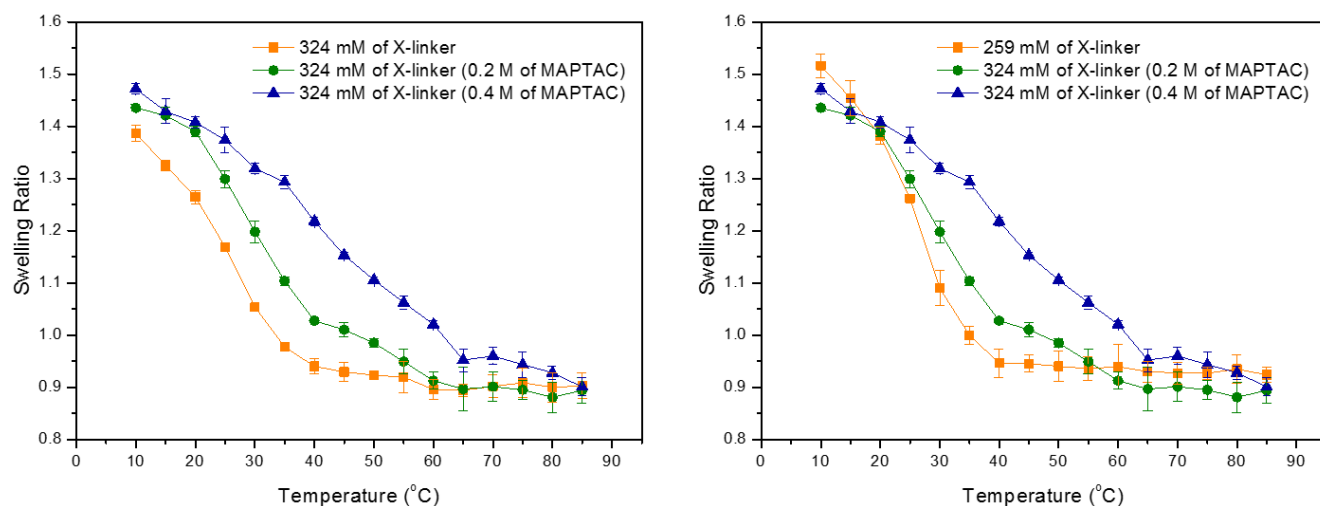 1.6
1.5
1.4
1.3
1.2
1.1
1.0
0.9
0.8
Swelling Ratio
324 mM of X-linker
324 mM of X-linker (0.2 M of MAPTAC)
324 mM of X-linker (0.4 M of MAPTAC)
0 10 20 30 40 50 60 70 80 90
Temperature (°C)
1.6
1.5
1.4
1.3
1.2
1.1
1.0
0.9
0.8
Swelling Ratio
259 mM of X-linker
324 mM of X-linker (0.2 M of MAPTAC)
324 mM of X-linker (0.4 M of MAPTAC)
0 10 20 30 40 50 60 70 80 90
Temperature (°C)